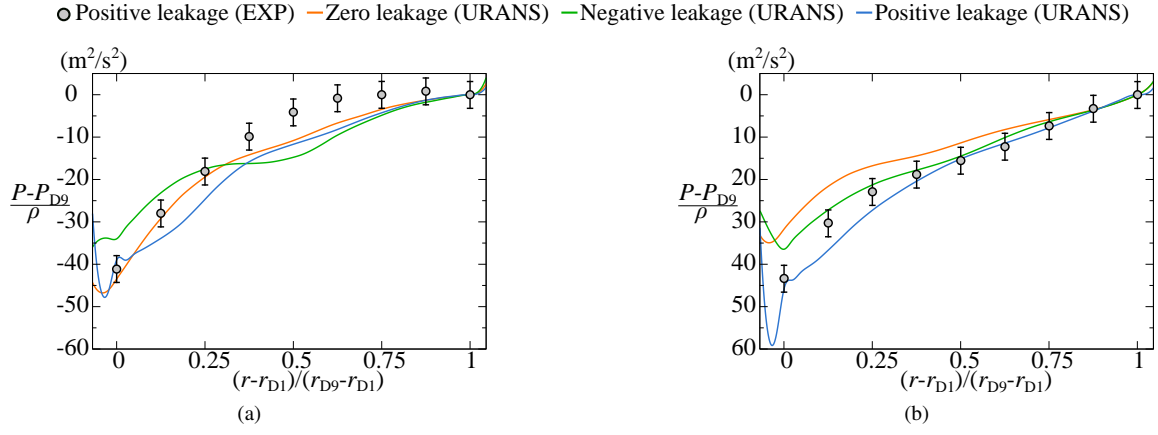 Positive leakage (EXP) Zero leakage (URANS) Negative leakage (URANS) Positive leakage (URANS)
(m²/s²)
0
-10
-20
-30
-40
-50
-60
P-P_D9
ρ
0 0.25 0.5 0.75 1
(r-r_D1)/(r_D9-r_D1)
(a)
(m²/s²)
0
10
20
30
40
50
60
P-P_D9
ρ
0 0.25 0.5 0.75 1
(r-r_D1)/(r_D9-r_D1)
(b)